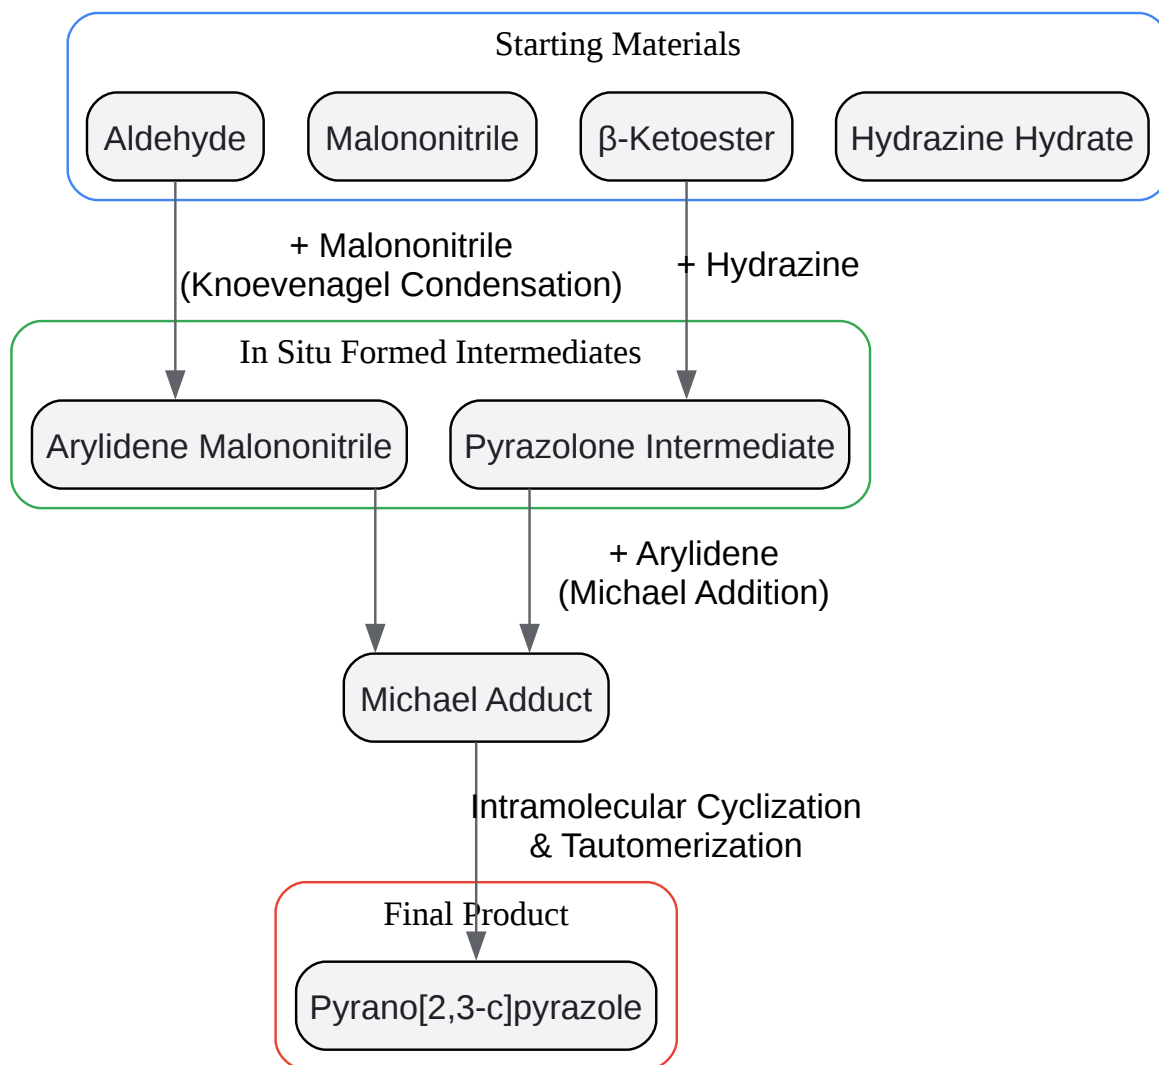 Starting Materials
Aldehyde
Malononitrile
β-Ketoester
Hydrazine Hydrate
+ Malononitrile
(Knoevenagel Condensation)
+ Hydrazine
In Situ Formed Intermediates
Arylidene Malononitrile
Pyrazolone Intermediate
+ Arylidene
(Michael Addition)
Michael Adduct
Intramolecular Cyclization
& Tautomerization
Final Product
Pyrano[2,3-c]pyrazole